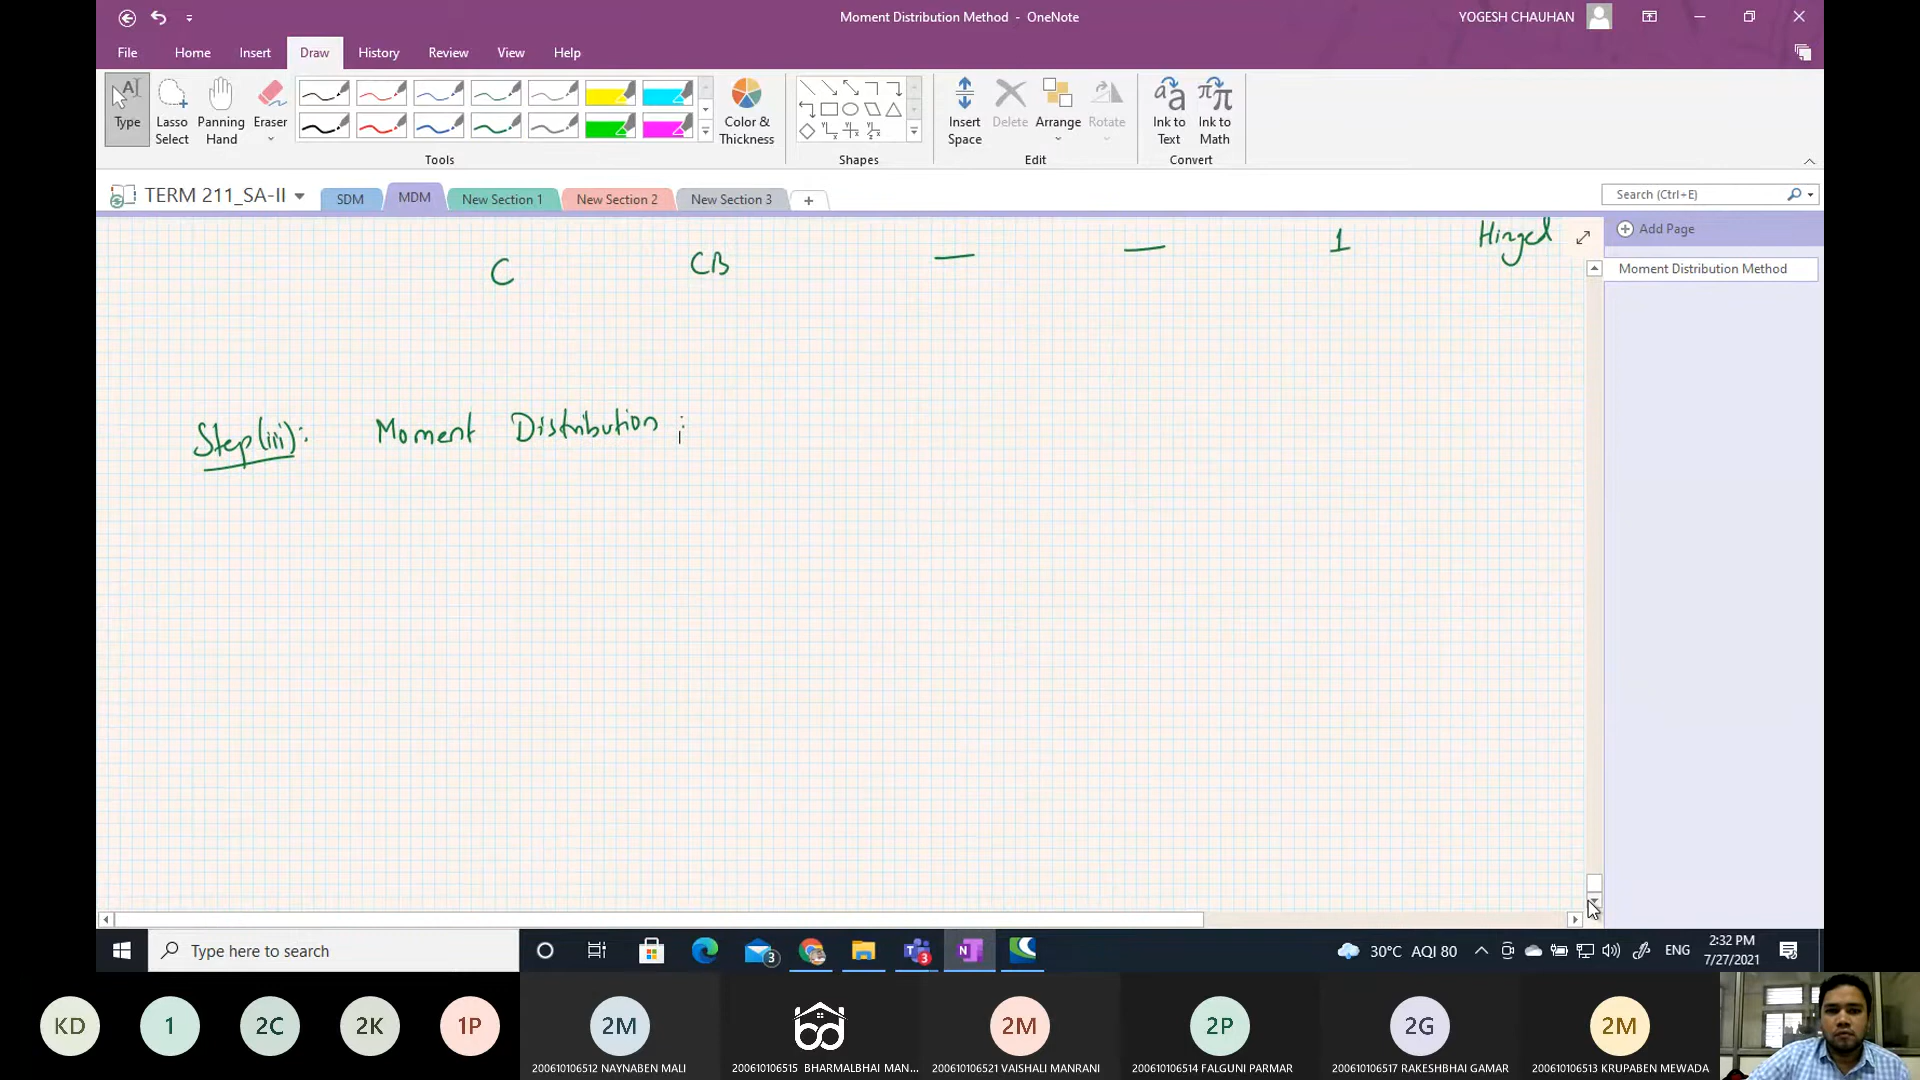 Moment Distribution Method - OneNote
YOGESH CHAUHAN
File Home Insert Draw History Review View Help
Type
Lasso Select
Panning Hand
Eraser
Color & Thickness
Insert Space
Delete
Arrange
Rotate
Ink to Text
Ink to Math
Tools
Shapes
Edit
Convert
TERM 211_SA-II
SDM MDM New Section 1 New Section 2 New Section 3 +
Search (Ctrl+E)
Add Page
Moment Distribution Method
C CB — — 1 Hinged
Step(iii): Moment Distribution :
Type here to search
3
3
30°C AQI 80
ENG
2:32 PM
7/27/2021
KD
1
2C
2K
1P
2M
200610106512 NAYNABEN MALI
bd
200610106515 BHARMALBHAI MAN...
2M
200610106521 VAISHALI MANRANI
2P
200610106514 FALGUNI PARMAR
2G
200610106517 RAKESHBHAI GAMAR
2M
200610106513 KRUPABEN MEWADA